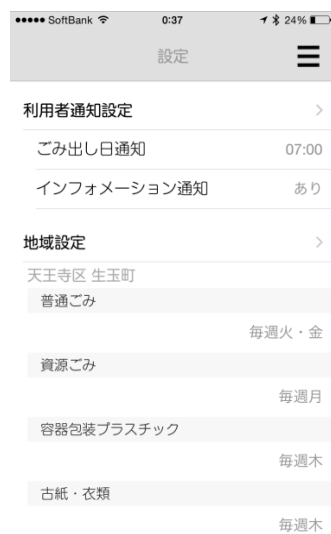 SoftBank 0:37 24%
設定
利用者通知設定
ごみ出し日通知 07:00
インフォメーション通知 あり
地域設定
天王寺区 生玉町
普通ごみ
毎週火・金
資源ごみ
毎週月
容器包装プラスチック
毎週木
古紙・衣類
毎週木